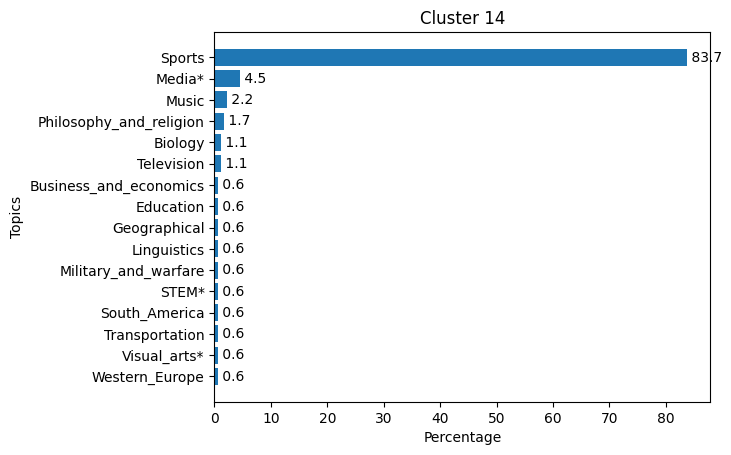 Cluster 14
Sports 83.7
Media* 4.5
Music 2.2
Philosophy_and_religion 1.7
Biology 1.1
Television 1.1
Business_and_economics 0.6
Education 0.6
Geographical 0.6
Linguistics 0.6
Military_and_warfare 0.6
STEM* 0.6
South_America 0.6
Transportation 0.6
Visual_arts* 0.6
Western_Europe 0.6
Topics
0 10 20 30 40 50 60 70 80
Percentage